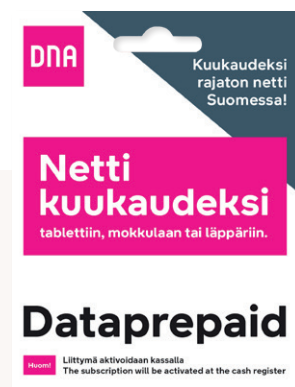 DNA
Kuukaudeksi
rajaton netti
Suomessa!
Netti
kuukaudeksi
tablettiin, mokkulaan tai läppäriin.
Dataprepaid
Huom!
Liittymä aktivoidaan kassalla
The subscription will be activated at the cash register